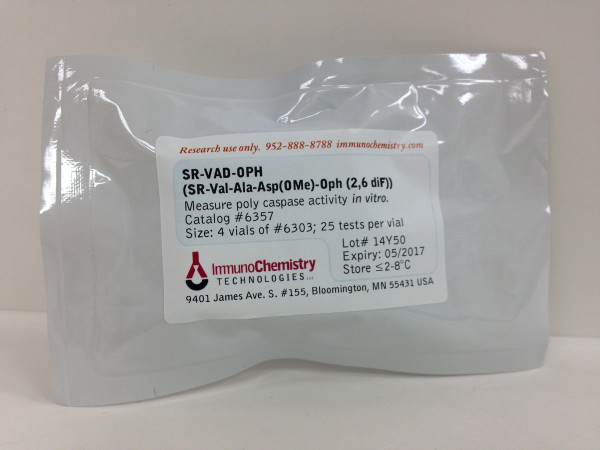 Research use only. 952-888-8788 immunochemistry.com
SR-VAD-OPH
(SR-Val-Ala-Asp(OMe)-Oph (2,6 diF))
Measure poly caspase activity in vitro.
Catalog #6357
Size: 4 vials of #6303; 25 tests per vial
Lot# 14Y50
Expiry: 05/2017
Store ≤2-8°C
ImmunoChemistry
TECHNOLOGIES LLC
9401 James Ave. S. #155, Bloomington, MN 55431 USA